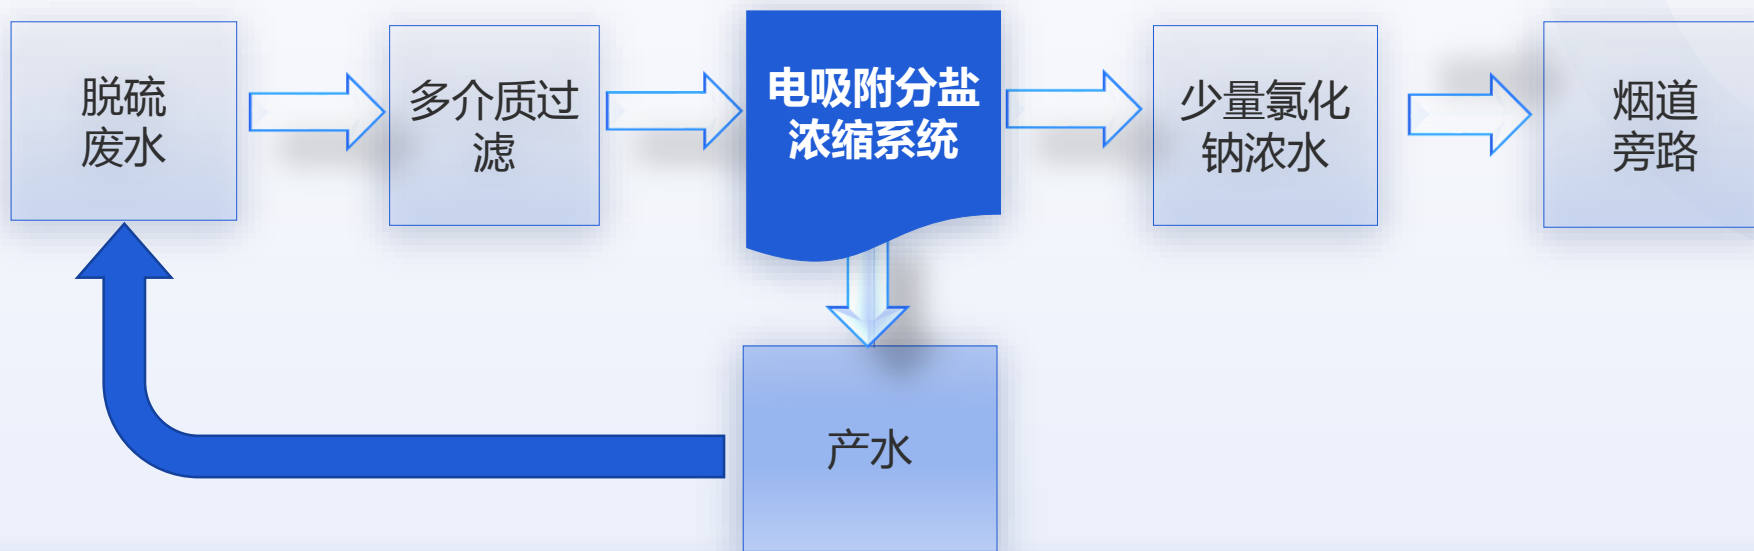 脱硫
废水
多介质过
滤
电吸附分盐
浓缩系统
少量氯化
钠浓水
烟道
旁路
产水